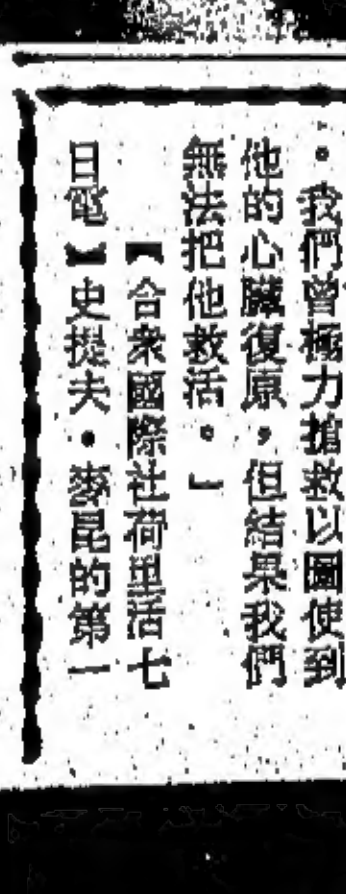 。我們曾極力搶救以圖使到
他的心臟復原,但結果我們
無法把他救活。」
【合衆國際社荷里活七
日電】史提夫・麥昆的第一